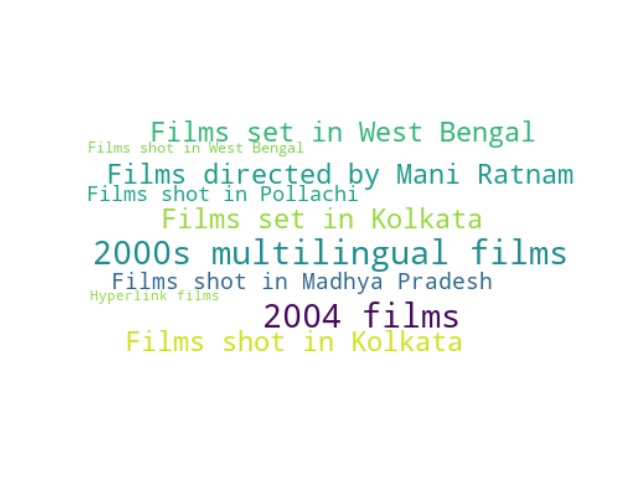 Films set in West Bengal
Films shot in West Bengal
Films directed by Mani Ratnam
Films shot in Pollachi
Films set in Kolkata
2000s multilingual films
Films shot in Madhya Pradesh
Hyperlink films
2004 films
Films shot in Kolkata